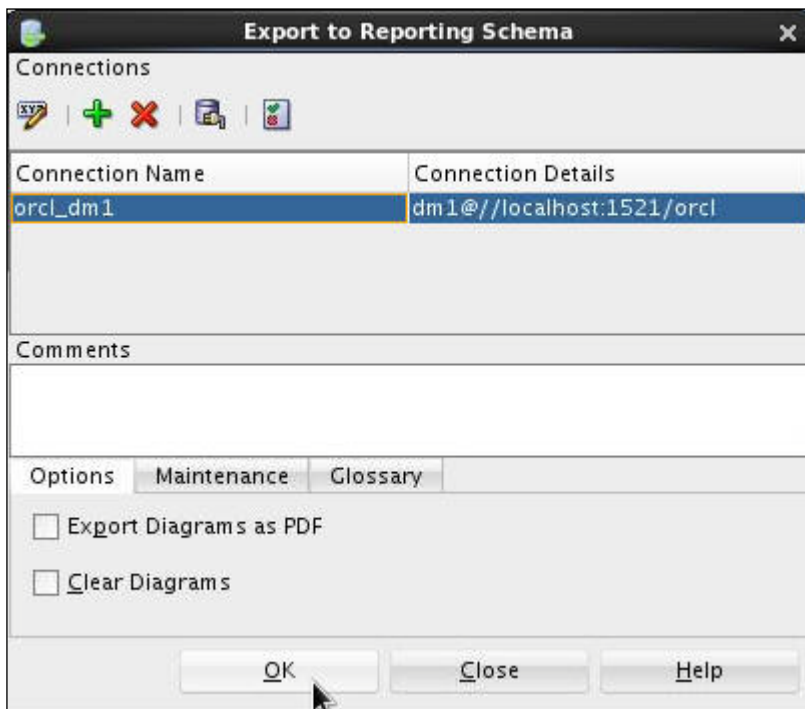 Export to Reporting Schema
Connections
XYZ
Connection Name Connection Details
orcl_dm1 dm1@//localhost:1521/orcl
Comments
Options Maintenance Glossary
Export Diagrams as PDF
Clear Diagrams
OK Close Help